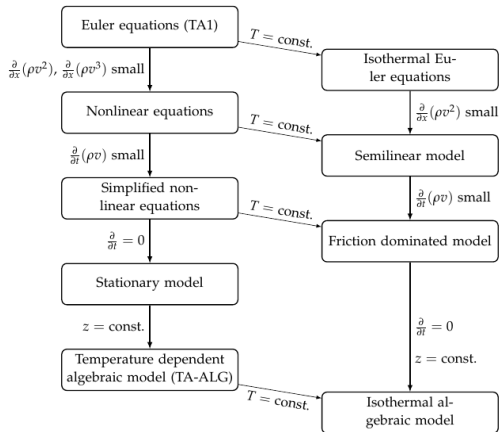 Euler equations (TA1)
T = const.
∂/∂x(ρv²), ∂/∂x(ρv³) small
Isothermal Eu-
ler equations
Nonlinear equations
∂/∂x(ρv²) small
T = const.
∂/∂t(ρv) small
Semilinear model
Simplified non-
linear equations
∂/∂t(ρv) small
T = const.
∂/∂t = 0
Friction dominated model
Stationary model
z = const.
∂/∂t = 0
z = const.
Temperature dependent
algebraic model (TA-ALG)
T = const.
Isothermal al-
gebraic model